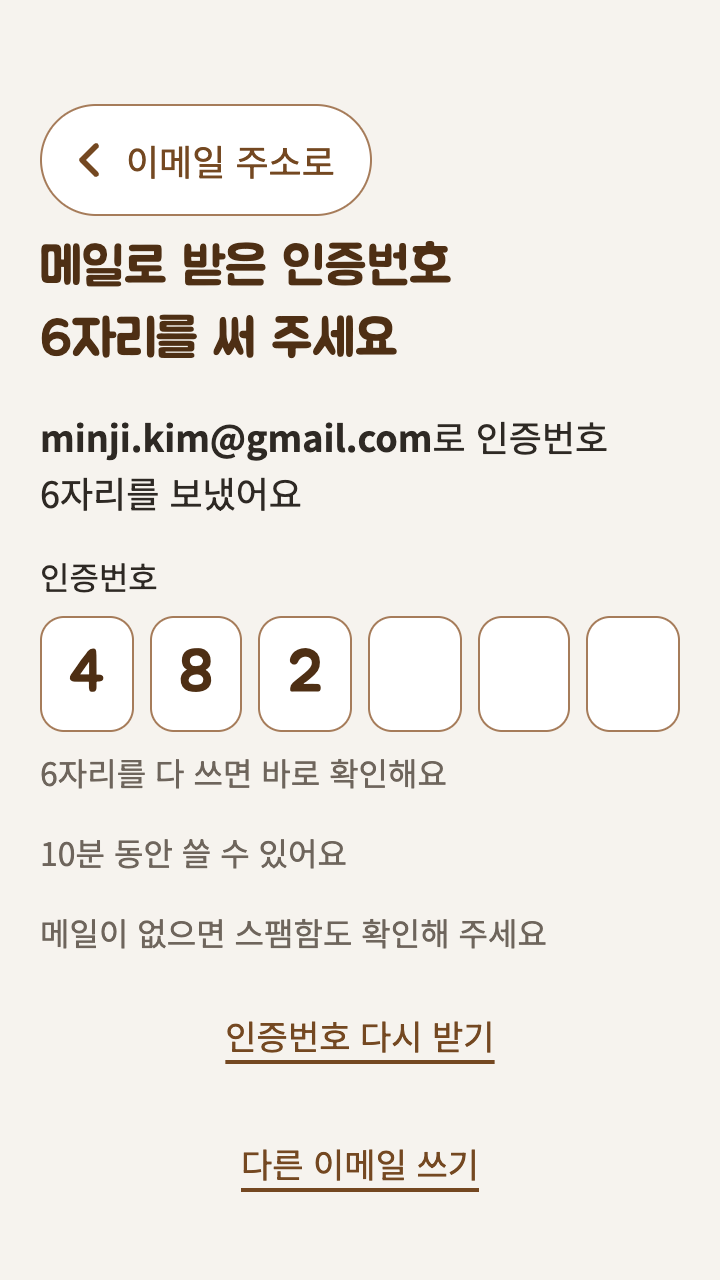 이메일 주소로
메일로 받은 인증번호
6자리를 써 주세요
minji.kim@gmail.com로 인증번호
6자리를 보냈어요
인증번호
4 8 2
6자리를 다 쓰면 바로 확인해요
10분 동안 쓸 수 있어요
메일이 없으면 스팸함도 확인해 주세요
인증번호 다시 받기
다른 이메일 쓰기